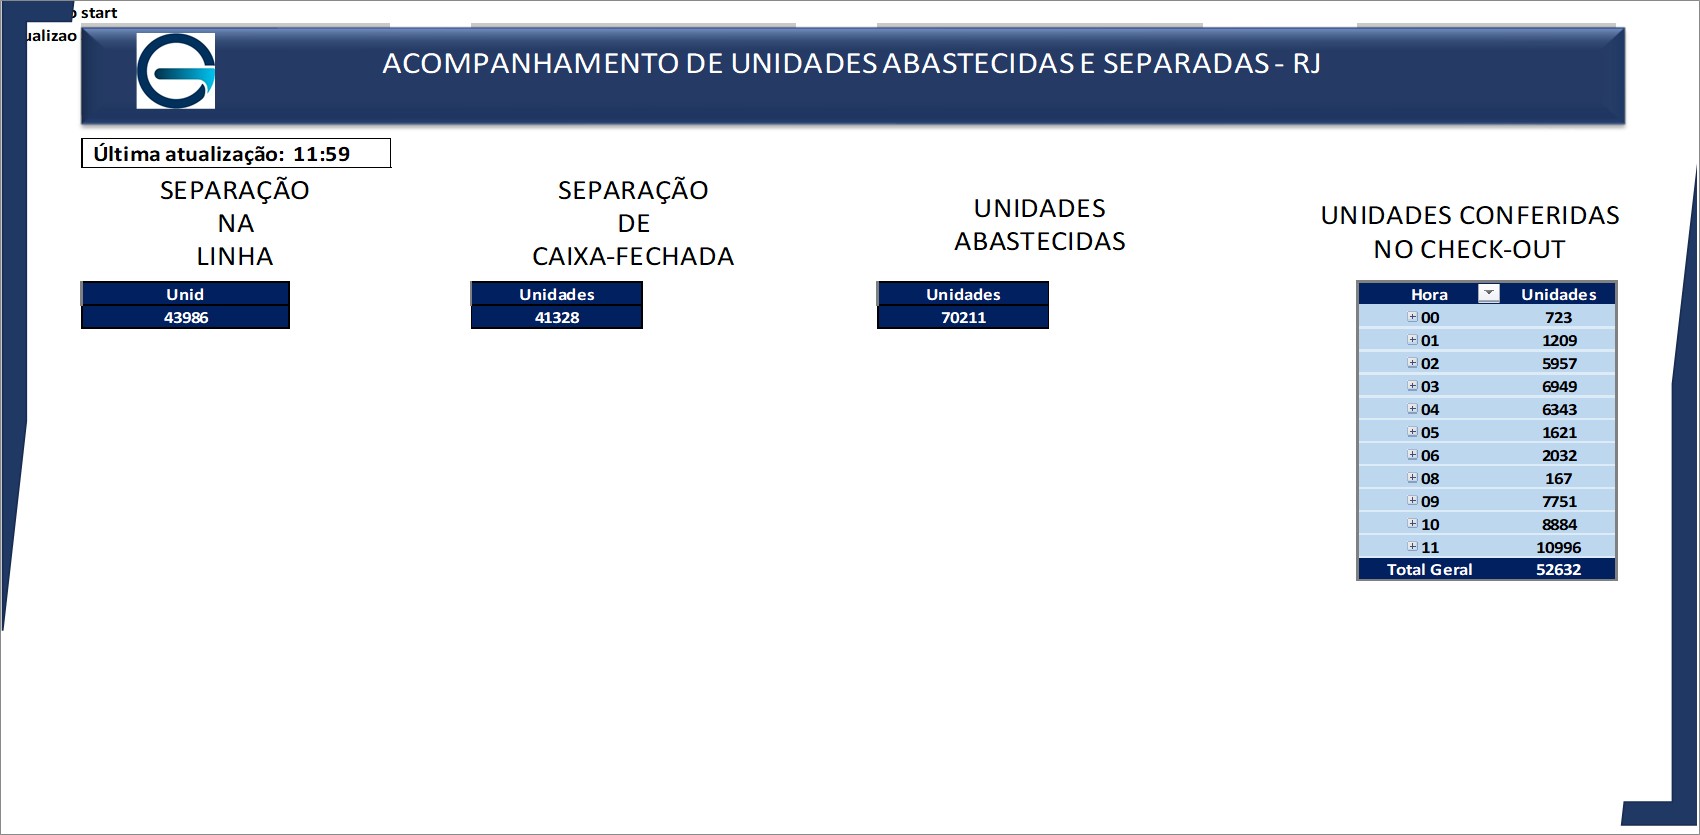 start
ualizao
ACOMPANHAMENTO DE UNIDADES ABASTECIDAS E SEPARADAS - RJ
Última atualização: 11:59
SEPARAÇÃO
NA
LINHA
Unid
43986
SEPARAÇÃO
DE
CAIXA-FECHADA
Unidades
41328
UNIDADES
ABASTECIDAS
Unidades
70211
UNIDADES CONFERIDAS
NO CHECK-OUT
Hora Unidades
00 723
01 1209
02 5957
03 6949
04 6343
05 1621
06 2032
08 167
09 7751
10 8884
11 10996
Total Geral 52632